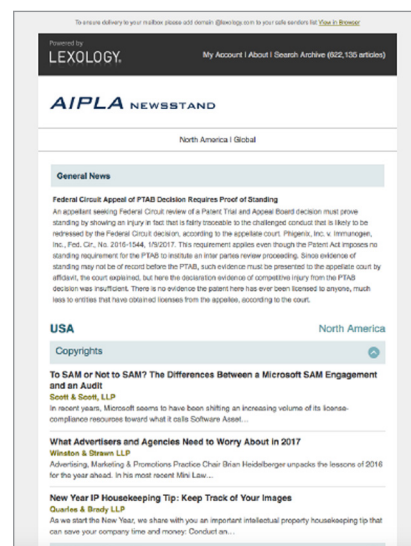 To ensure delivery to your mailbox please add domain @lexology.com to your safe senders list View in Browser
Powered by
LEXOLOGY.
My Account | About | Search Archive (622,135 articles)
AIPLA NEWSSTAND
North America | Global
General News
Federal Circuit Appeal of PTAB Decision Requires Proof of Standing
An appellant seeking Federal Circuit review of a Patent Trial and Appeal Board decision must prove
standing by showing an injury in fact that is fairly traceable to the challenged conduct that is likely to be
redressed by the Federal Circuit decision, according to the appellate court. Phigenix, Inc. v. Immunogen,
Inc., Fed. Cir., No. 2016-1544, 1/9/2017. This requirement applies even though the Patent Act imposes no
standing requirement for the PTAB to institute an inter partes review proceeding. Since evidence of
standing may not be of record before the PTAB, such evidence must be presented to the appellate court by
affidavit, the court explained, but here the declaration evidence of competitive injury from the PTAB
decision was insufficient. There is no evidence the patent here has ever been licensed to anyone, much
less to entities that have obtained licenses from the appellee, according to the court.
USA
North America
Copyrights
To SAM or Not to SAM? The Differences Between a Microsoft SAM Engagement
and an Audit
Scott & Scott, LLP
In recent years, Microsoft seems to have been shifting an increasing volume of its license-
compliance resources toward what it calls Software Asset...
What Advertisers and Agencies Need to Worry About in 2017
Winston & Strawn LLP
Advertising, Marketing & Promotions Practice Chair Brian Heidelberger unpacks the lessons of 2016
for the year ahead. In his most recent Mini Law...
New Year IP Housekeeping Tip: Keep Track of Your Images
Quarles & Brady LLP
As we start the New Year, we share with you an important intellectual property housekeeping tip that
can save your company time and money: Conduct an...